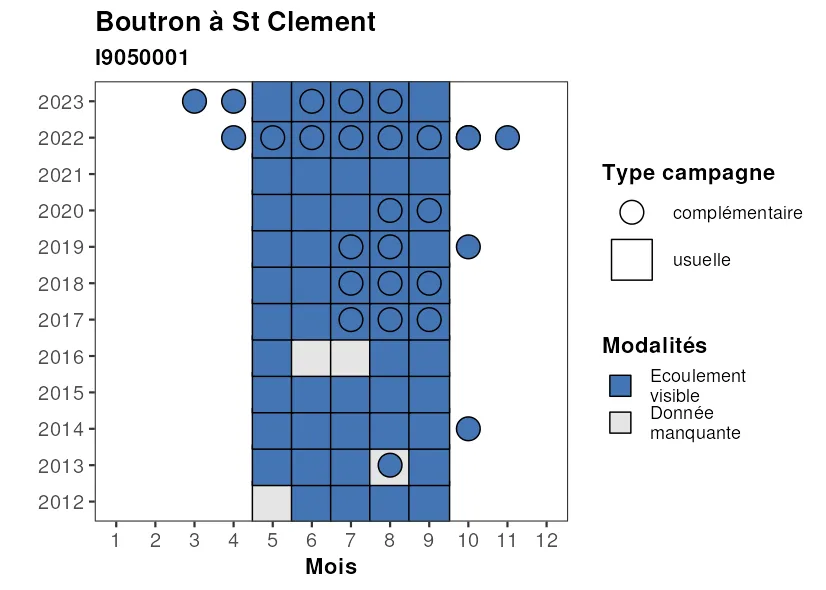 Boutron à St Clement
I9050001
2023
2022
2021
2020
2019
2018
2017
2016
2015
2014
2013
2012
1 2 3 4 5 6 7 8 9 10 11 12
Mois
Type campagne
complémentaire
usuelle
Modalités
Ecoulement
visible
Donnée
manquante